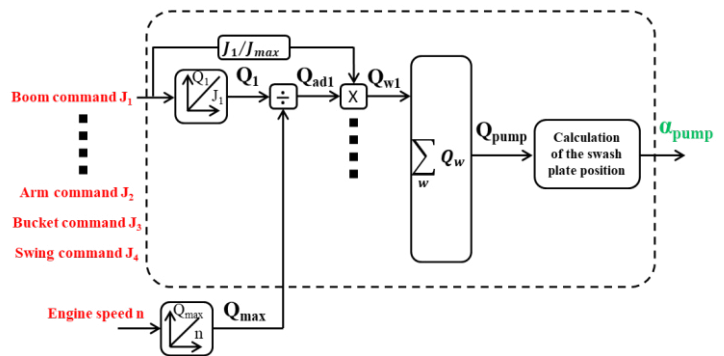 J₁/Jmax
Boom command J₁
Q₁
J₁
Q₁
÷
Qad1
X
Qw1
∑ Qw
w
Qpump
Calculation
of the swash
plate position
αpump
Arm command J₂
Bucket command J₃
Swing command J₄
Engine speed n
Qmax
n
Qmax